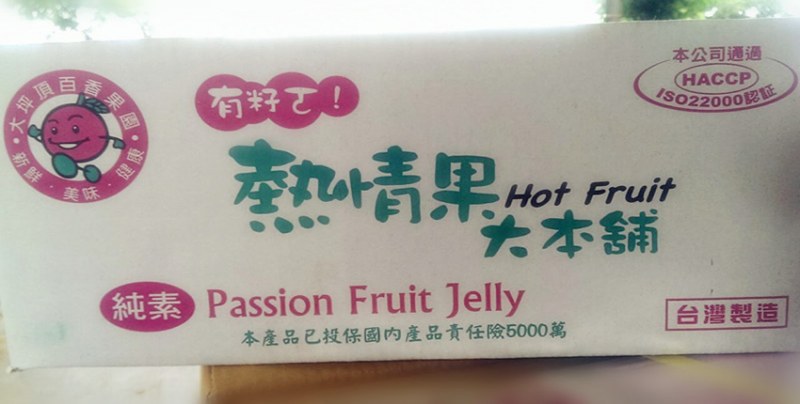 大坪頂百香果園
新鮮・美味・健康
有籽ㄛ!
本公司通過
HACCP
ISO22000認証
熱情果 Hot Fruit
大本舖
純素 Passion Fruit Jelly
本產品已投保國內產品責任險5000萬
台灣製造